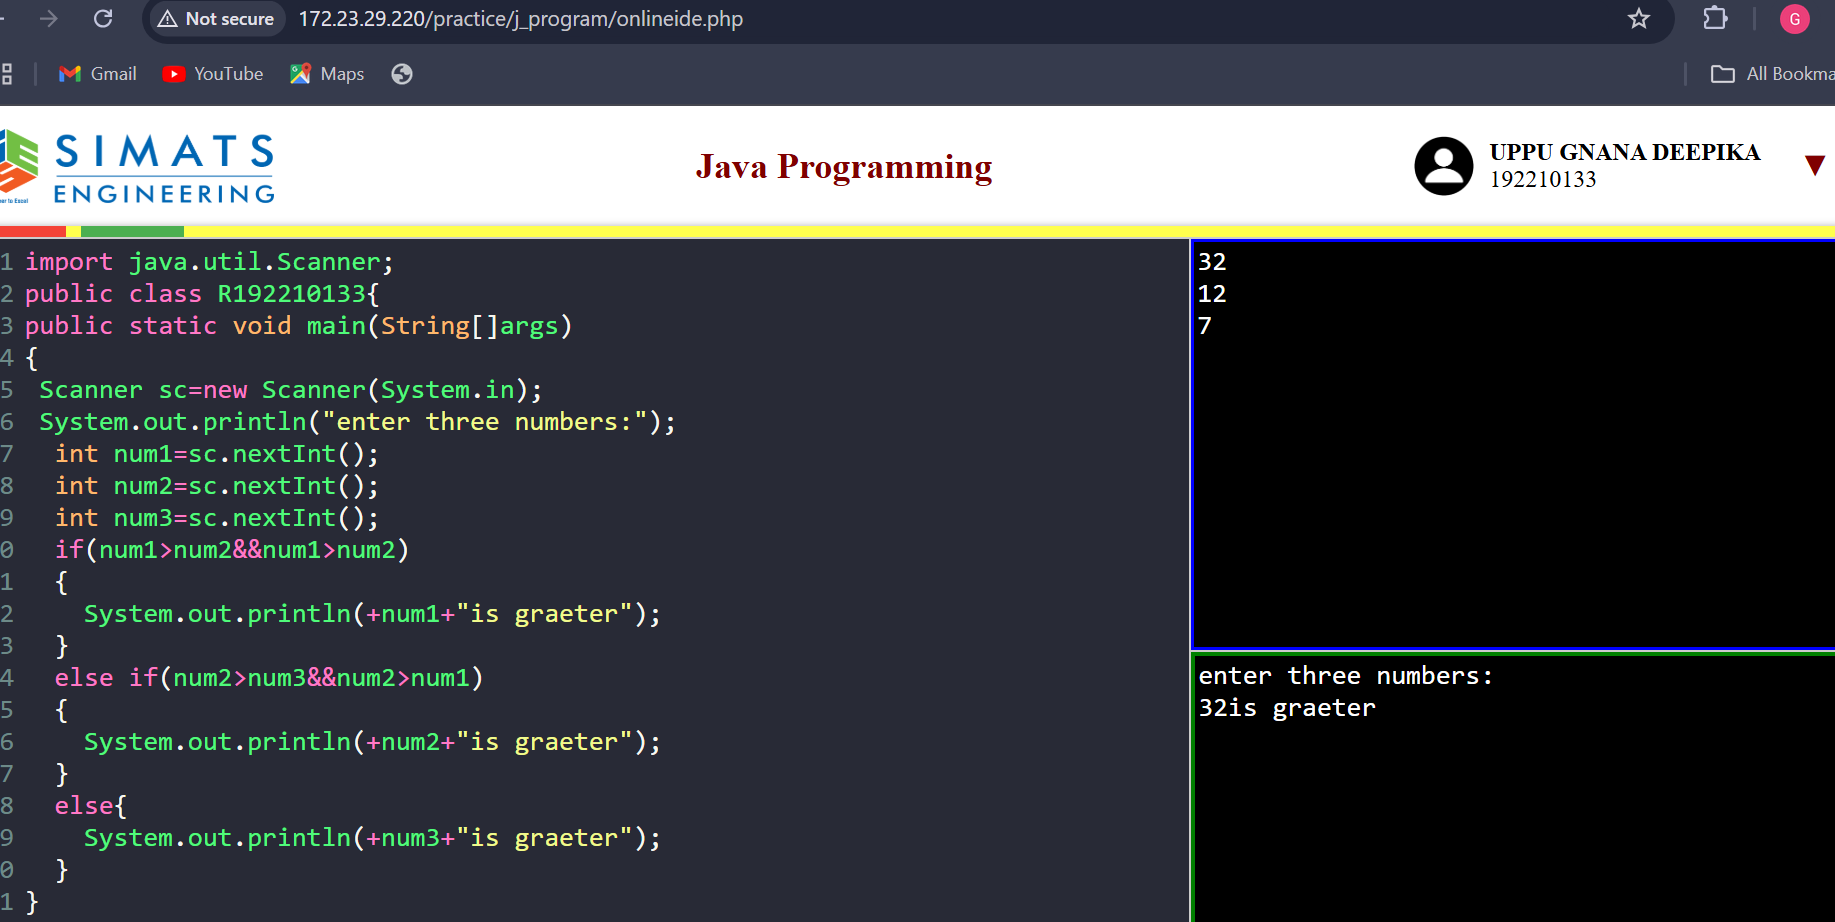 Not secure 172.23.29.220/practice/j_program/onlineide.php G
Gmail YouTube Maps All Bookma
SIMATS
ENGINEERING
Java Programming
UPPU GNANA DEEPIKA
192210133
1 import java.util.Scanner;
2 public class R192210133{
3 public static void main(String[]args)
4 {
5  Scanner sc=new Scanner(System.in);
6  System.out.println("enter three numbers:");
7   int num1=sc.nextInt();
8   int num2=sc.nextInt();
9   int num3=sc.nextInt();
0   if(num1>num2&&num1>num2)
1   {
2     System.out.println(+num1+"is graeter");
3   }
4   else if(num2>num3&&num2>num1)
5   {
6     System.out.println(+num2+"is graeter");
7   }
8   else{
9     System.out.println(+num3+"is graeter");
0   }
1 }
32
12
7
enter three numbers:
32is graeter